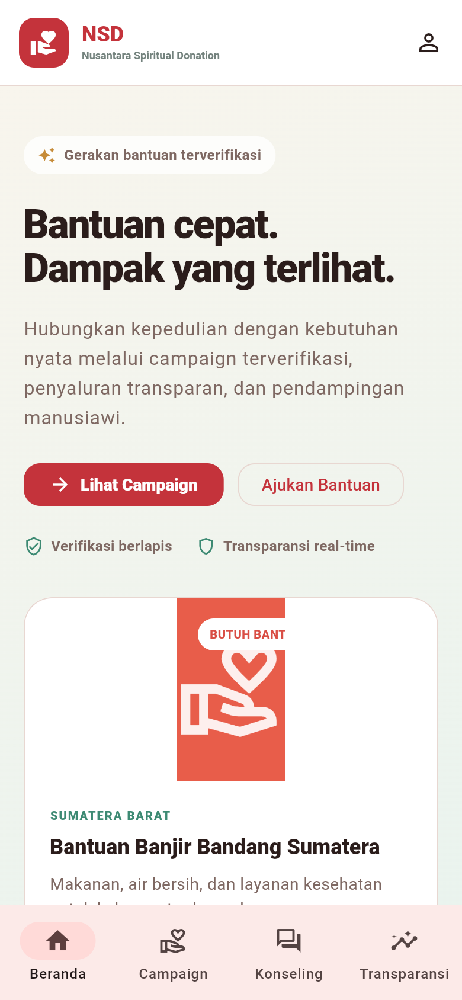 NSD
Nusantara Spiritual Donation
Gerakan bantuan terverifikasi
Bantuan cepat.
Dampak yang terlihat.
Hubungkan kepedulian dengan kebutuhan
nyata melalui campaign terverifikasi,
penyaluran transparan, dan pendampingan
manusiawi.
Lihat Campaign
Ajukan Bantuan
Verifikasi berlapis
Transparansi real-time
BUTUH BANT
SUMATERA BARAT
Bantuan Banjir Bandang Sumatera
Makanan, air bersih, dan layanan kesehatan
Beranda
Campaign
Konseling
Transparansi